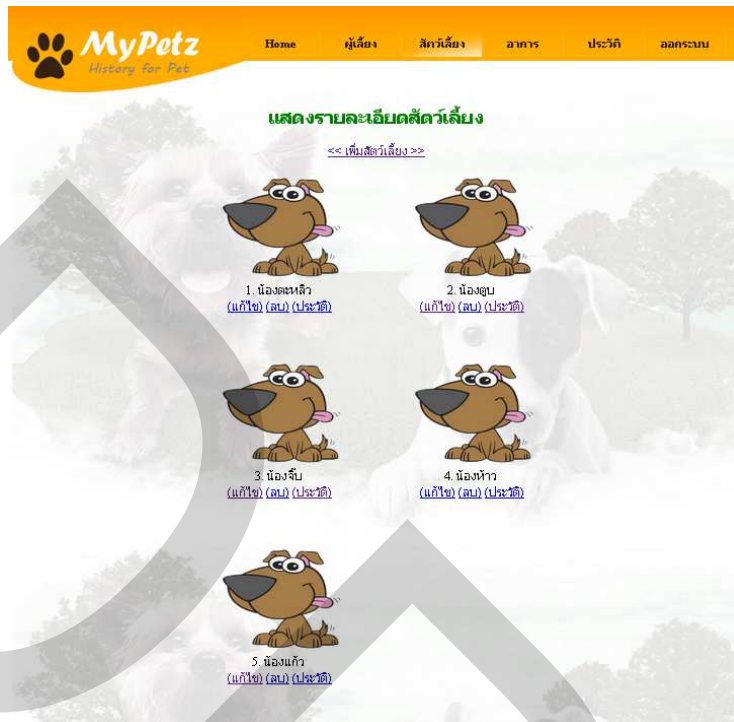 MyPetz
History for Pet
Home ผู้เลี้ยง สัตว์เลี้ยง อาการ ประวัติ ออกระบบ
แสดงรายละเอียดสัตว์เลี้ยง
<< เพิ่มสัตว์เลี้ยง >>
1. น้องตะหลิว 2. น้องตูบ
(แก้ไข) (ลบ) (ประวัติ) (แก้ไข) (ลบ) (ประวัติ)
3. น้องจิ๊บ 4. น้องห้าว
(แก้ไข) (ลบ) (ประวัติ) (แก้ไข) (ลบ) (ประวัติ)
5. น้องแก้ว
(แก้ไข) (ลบ) (ประวัติ)